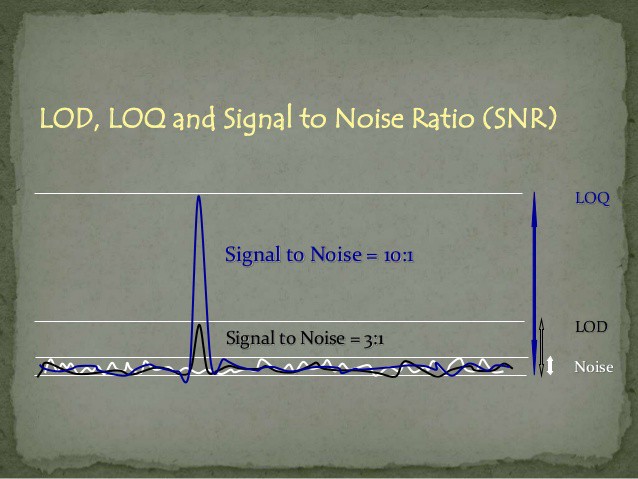 LOD, LOQ and Signal to Noise Ratio (SNR)
LOQ
Signal to Noise = 10:1
LOD
Signal to Noise = 3:1
Noise